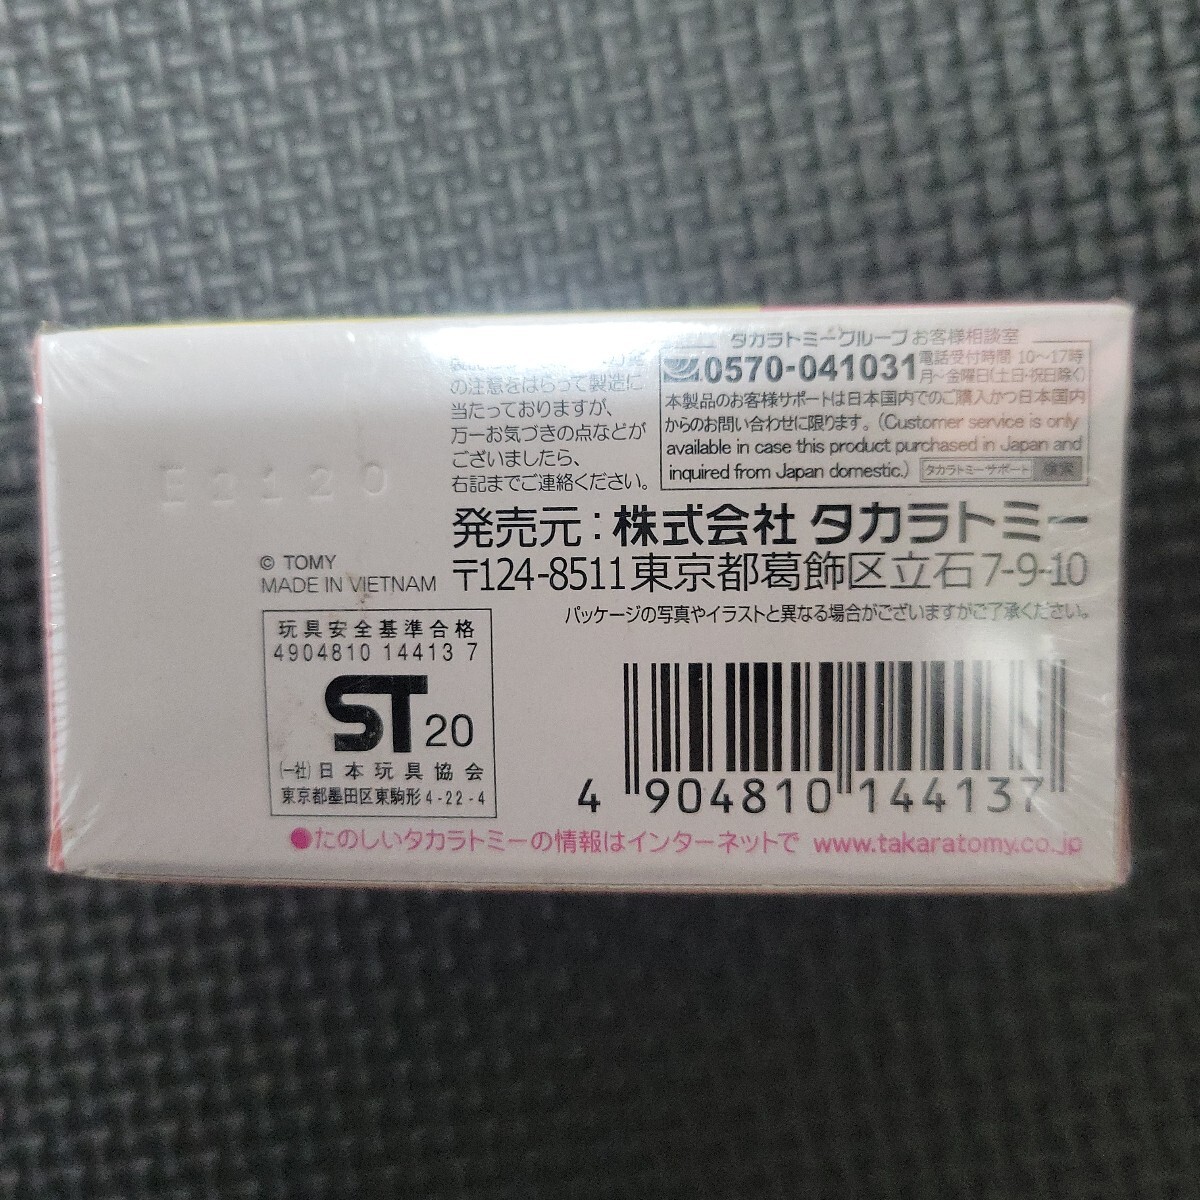 の注意をはらって製造に
当たっておりますが、
万一お気づきの点などが
ございましたら、
右記までご連絡ください。
タカラトミーグループお客様相談室
0570-041031 電話受付時間 10〜17時
月〜金曜日(土日・祝日除く)
本製品のお客様サポートは日本国内でのご購入かつ日本国内
からのお問い合わせに限ります。(Customer service is only
available in case this product purchased in Japan and
inquired from Japan domestic.) タカラトミーサポート 検索
発売元：株式会社 タカラトミー
〒124-8511 東京都葛飾区立石 7-9-10
パッケージの写真やイラストと異なる場合がございますがご了承ください。
E2120
© TOMY
MADE IN VIETNAM
玩具安全基準合格
4904810 14413 7
ST 20
(一社)日本玩具協会
東京都墨田区東駒形 4-22-4
4 904810 144137
●たのしいタカラトミーの情報はインターネットで www.takaratomy.co.jp